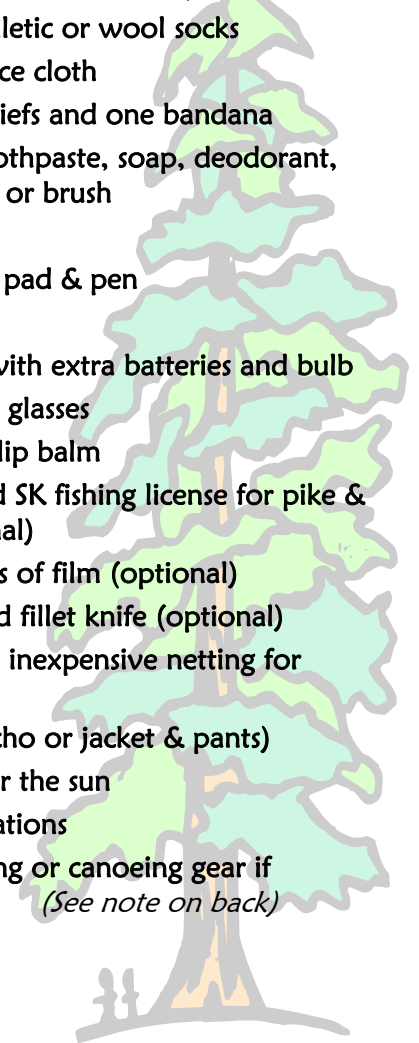 letic or wool socks
ce cloth
iefs and one bandana
othpaste, soap, deodorant,
or brush
pad & pen
with extra batteries and bulb
glasses
lip balm
d SK fishing license for pike &
al)
s of film (optional)
d fillet knife (optional)
inexpensive netting for
cho or jacket & pants)
r the sun
ations
ng or canoeing gear if
(See note on back)